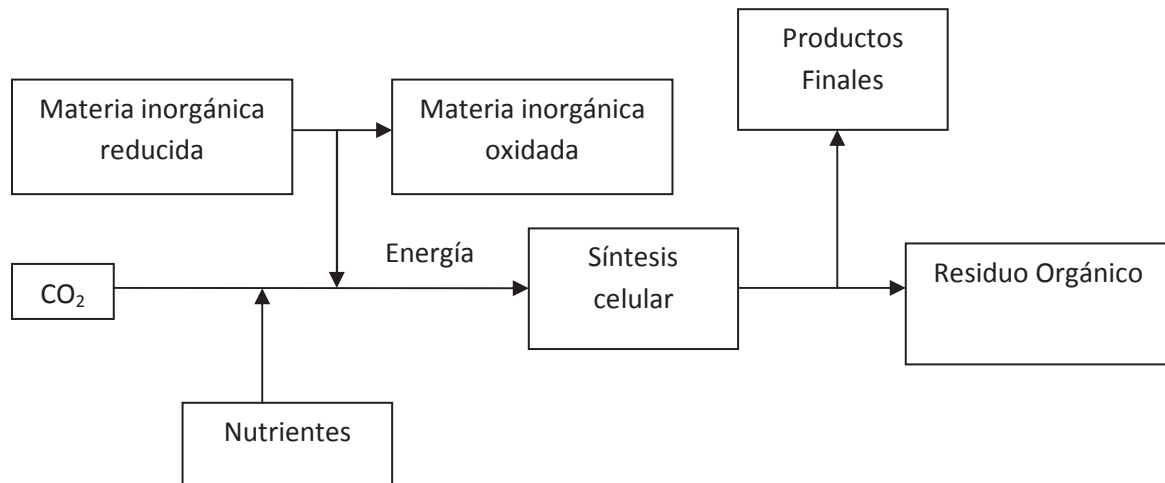 Productos
Finales
Materia inorgánica
reducida
Materia inorgánica
oxidada
Energía
Síntesis
celular
Residuo Orgánico
CO₂
Nutrientes